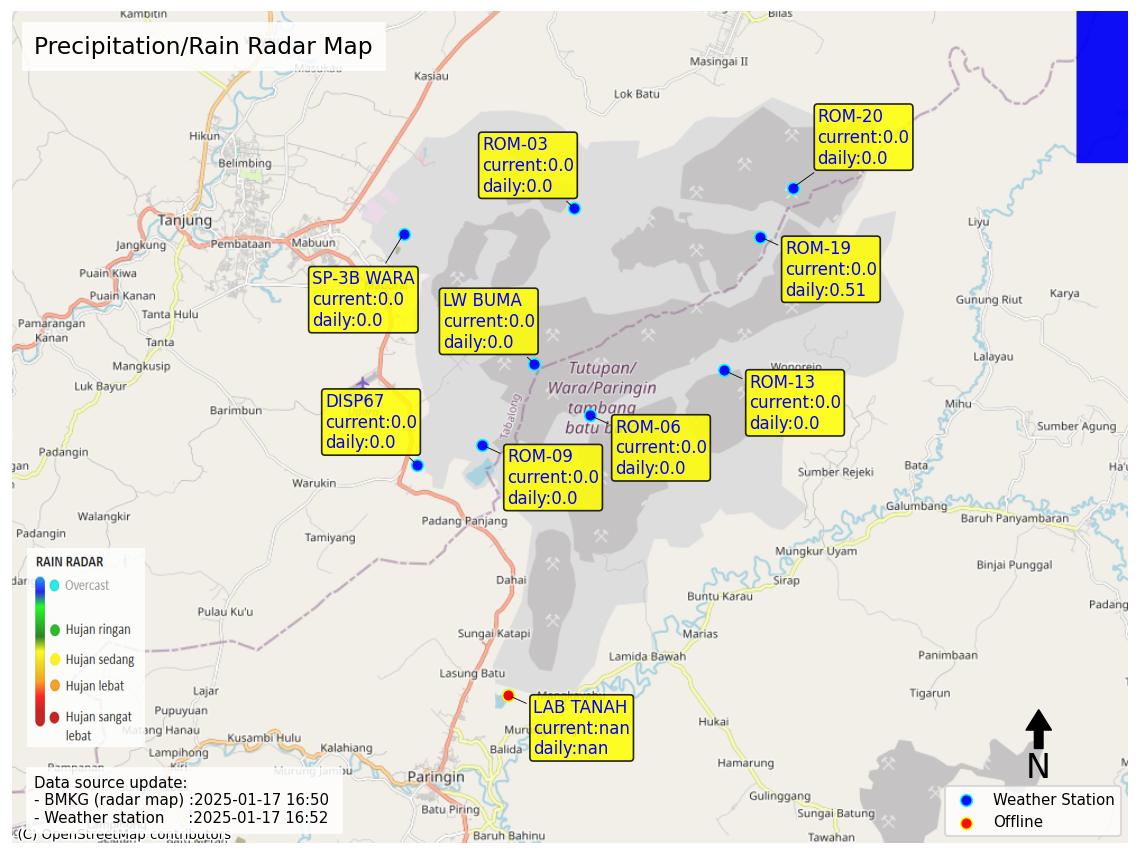 Kambitin
Bilas
Precipitation/Rain Radar Map
Masukau
Kasiau
Masingai II
Lok Batu
Hikun
Belimbing
ROM-03
current:0.0
daily:0.0
ROM-20
current:0.0
daily:0.0
Tanjung
Jangkung
Pembataan
Mabuun
Liyu
Puain Kiwa
Puain Kanan
SP-3B WARA
current:0.0
daily:0.0
LW BUMA
current:0.0
daily:0.0
ROM-19
current:0.0
daily:0.51
Gunung Riut
Karya
Tanta Hulu
Pamarangan
Kanan
Tanta
Mangkusip
Luk Bayur
Lalayau
Wonorejo
Tutupan/
Wara/Paringin
tambang
batu b
Tabalong
ROM-13
current:0.0
daily:0.0
DISP67
current:0.0
daily:0.0
Barimbun
Mihu
ROM-06
current:0.0
daily:0.0
Sumber Agung
ROM-09
current:0.0
daily:0.0
Padangin
gan
Warukin
Sumber Rejeki
Bata
Galumbang
Baruh Panyambaran
Walangkir
Padangin
Padang Panjang
Tamiyang
Mungkur Uyam
Binjai Punggal
RAIN RADAR
Overcast
Hujan ringan
Hujan sedang
Hujan lebat
Hujan sangat
lebat
Dahai
Sirap
Buntu Karau
Padang
Pulau Ku'u
Sungai Katapi
Marias
Lamida Bawah
Panimbaan
Lasung Batu
Tigarun
Lajar
Pupuyuan
Matang Hanau
LAB TANAH
current:nan
daily:nan
Hukai
Kusambi Hulu
Lampihong
Kalahiang
Balida
Murung Jambu
Hamarung
Paringin
N
Data source update:
- BMKG (radar map) :2025-01-17 16:50
- Weather station :2025-01-17 16:52
(C) OpenStreetMap contributors
Batu Piring
Gulinggang
Sungai Batung
Baruh Bahinu
Tawahan
Weather Station
Offline